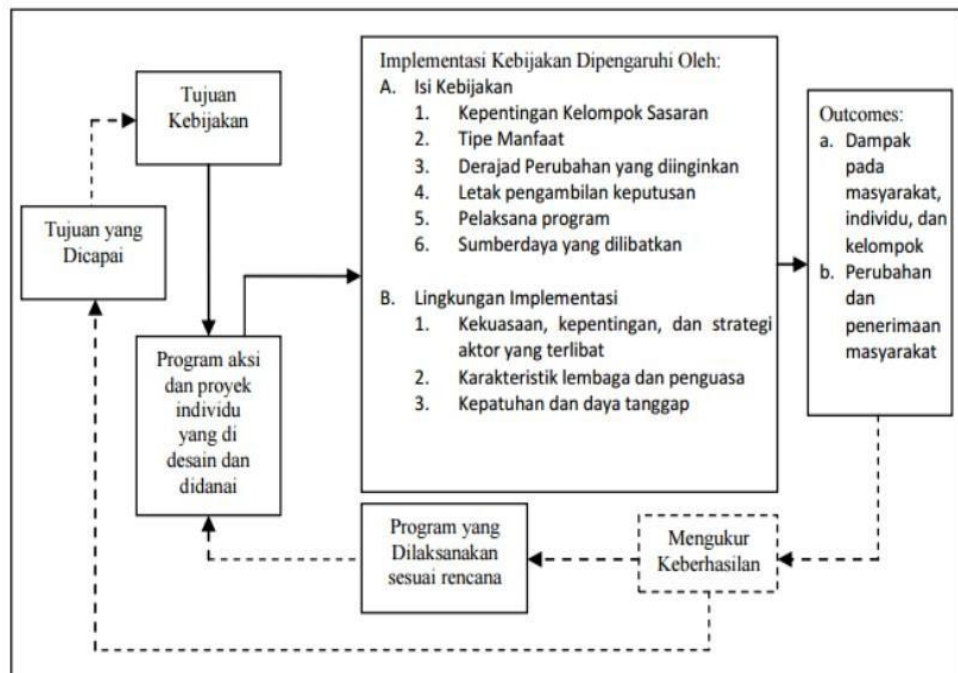 Tujuan
Kebijakan
Tujuan yang
Dicapai
Program aksi
dan proyek
individu
yang di
desain dan
didanai
Implementasi Kebijakan Dipengaruhi Oleh:
A. Isi Kebijakan
1. Kepentingan Kelompok Sasaran
2. Tipe Manfaat
3. Derajad Perubahan yang diinginkan
4. Letak pengambilan keputusan
5. Pelaksana program
6. Sumberdaya yang dilibatkan
B. Lingkungan Implementasi
1. Kekuasaan, kepentingan, dan strategi
aktor yang terlibat
2. Karakteristik lembaga dan penguasa
3. Kepatuhan dan daya tanggap
Outcomes:
a. Dampak
pada
masyarakat,
individu, dan
kelompok
b. Perubahan
dan
penerimaan
masyarakat
Mengukur
Keberhasilan
Program yang
Dilaksanakan
sesuai rencana